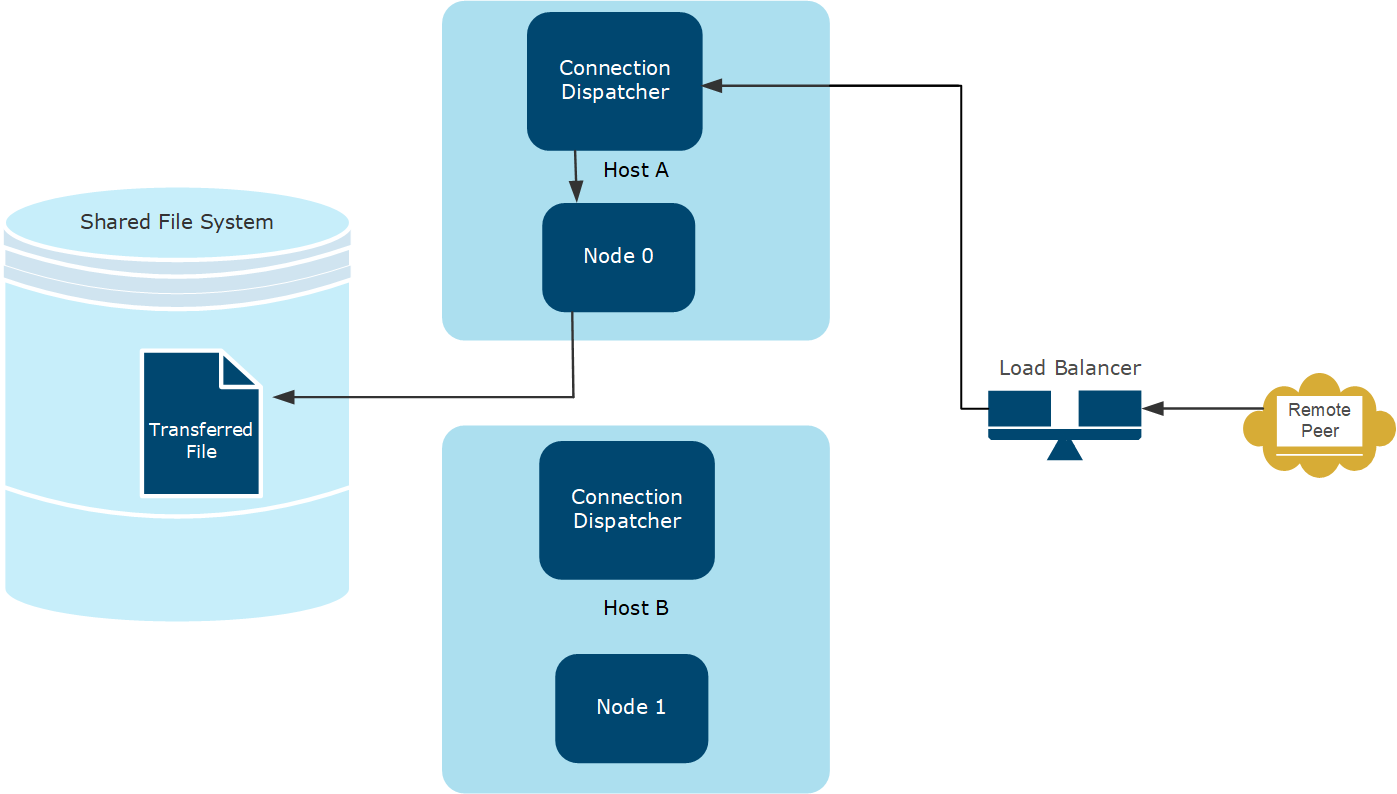 Connection
Dispatcher
Host A
Shared File System
Node 0
Load Balancer
Remote
Peer
Transferred
File
Connection
Dispatcher
Host B
Node 1